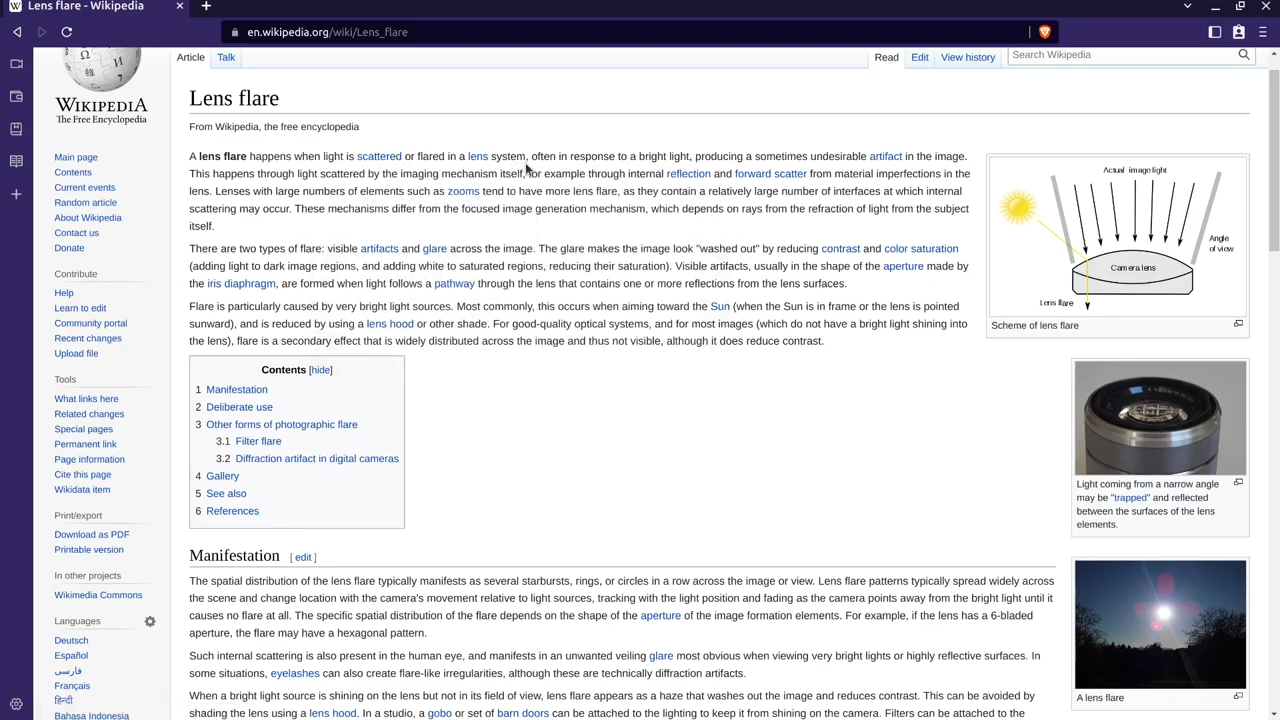 Lens flare - Wikipedia
en.wikipedia.org/wiki/Lens_flare
WIKIPEDIA
The Free Encyclopedia
Main page
Contents
Current events
Random article
About Wikipedia
Contact us
Donate
Contribute
Help
Learn to edit
Community portal
Recent changes
Upload file
Tools
What links here
Related changes
Special pages
Permanent link
Page information
Cite this page
Wikidata item
Print/export
Download as PDF
Printable version
In other projects
Wikimedia Commons
Languages
Deutsch
Español
فارسی
Français
हिन्दी
Bahasa Indonesia
Article Talk
Read Edit View history
Search Wikipedia
Lens flare
From Wikipedia, the free encyclopedia
A lens flare happens when light is scattered or flared in a lens system, often in response to a bright light, producing a sometimes undesirable artifact in the image.
This happens through light scattered by the imaging mechanism itself, for example through internal reflection and forward scatter from material imperfections in the
lens. Lenses with large numbers of elements such as zooms tend to have more lens flare, as they contain a relatively large number of interfaces at which internal
scattering may occur. These mechanisms differ from the focused image generation mechanism, which depends on rays from the refraction of light from the subject
itself.
There are two types of flare: visible artifacts and glare across the image. The glare makes the image look "washed out" by reducing contrast and color saturation
(adding light to dark image regions, and adding white to saturated regions, reducing their saturation). Visible artifacts, usually in the shape of the aperture made by
the iris diaphragm, are formed when light follows a pathway through the lens that contains one or more reflections from the lens surfaces.
Flare is particularly caused by very bright light sources. Most commonly, this occurs when aiming toward the Sun (when the Sun is in frame or the lens is pointed
sunward), and is reduced by using a lens hood or other shade. For good-quality optical systems, and for most images (which do not have a bright light shining into
the lens), flare is a secondary effect that is widely distributed across the image and thus not visible, although it does reduce contrast.
Contents [hide]
1 Manifestation
2 Deliberate use
3 Other forms of photographic flare
3.1 Filter flare
3.2 Diffraction artifact in digital cameras
4 Gallery
5 See also
6 References
Manifestation [ edit ]
The spatial distribution of the lens flare typically manifests as several starbursts, rings, or circles in a row across the image or view. Lens flare patterns typically spread widely across
the scene and change location with the camera's movement relative to light sources, tracking with the light position and fading as the camera points away from the bright light until it
causes no flare at all. The specific spatial distribution of the flare depends on the shape of the aperture of the image formation elements. For example, if the lens has a 6-bladed
aperture, the flare may have a hexagonal pattern.
Such internal scattering is also present in the human eye, and manifests in an unwanted veiling glare most obvious when viewing very bright lights or highly reflective surfaces. In
some situations, eyelashes can also create flare-like irregularities, although these are technically diffraction artifacts.
When a bright light source is shining on the lens but not in its field of view, lens flare appears as a haze that washes out the image and reduces contrast. This can be avoided by
shading the lens using a lens hood. In a studio, a gobo or set of barn doors can be attached to the lighting to keep it from shining on the camera. Filters can be attached to the
Actual image light
Angle
of view
Camera lens
Lens flare
Scheme of lens flare
Light coming from a narrow angle
may be "trapped" and reflected
between the surfaces of the lens
elements.
A lens flare